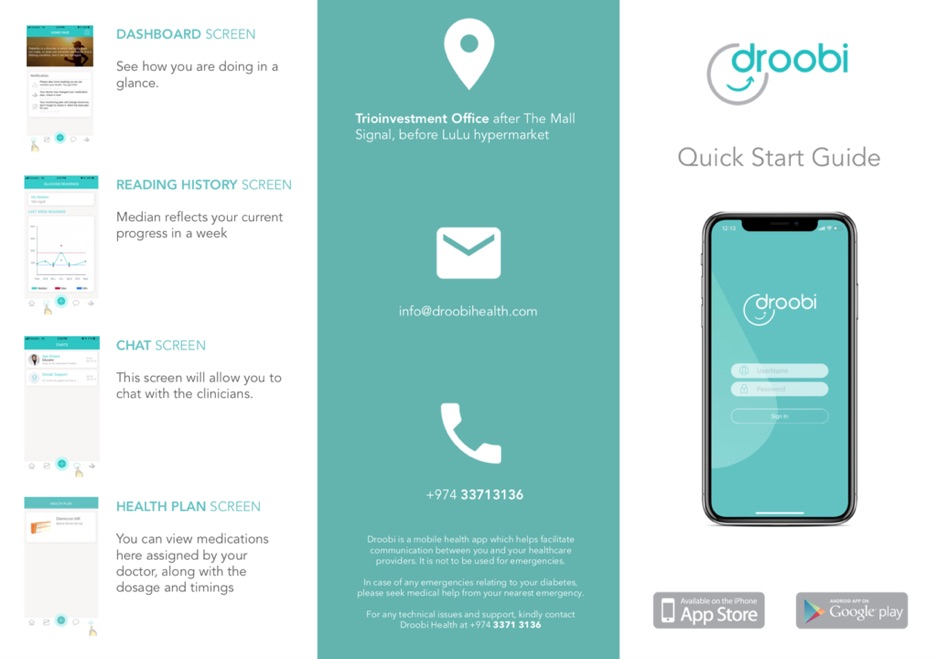 DASHBOARD SCREEN
See how you are doing in a
glance.
READING HISTORY SCREEN
Median reflects your current
progress in a week
CHAT SCREEN
This screen will allow you to
chat with the clinicians.
HEALTH PLAN SCREEN
You can view medications
here assigned by your
doctor, along with the
dosage and timings
HOME PAGE
Notifications
CHATS
HEALTH PLAN
Trioinvestment Office after The Mall
Signal, before LuLu hypermarket
info@droobihealth.com
+974 33713136
Droobi is a mobile health app which helps facilitate
communication between you and your healthcare
providers. It is not to be used for emergencies.
In case of any emergencies relating to your diabetes,
please seek medical help from your nearest emergency.
For any technical issues and support, kindly contact
Droobi Health at +974 3371 3136
droobi
Quick Start Guide
12:13
droobi
UserName
Password
Sign In
Available on the iPhone
App Store
ANDROID APP ON
Google play